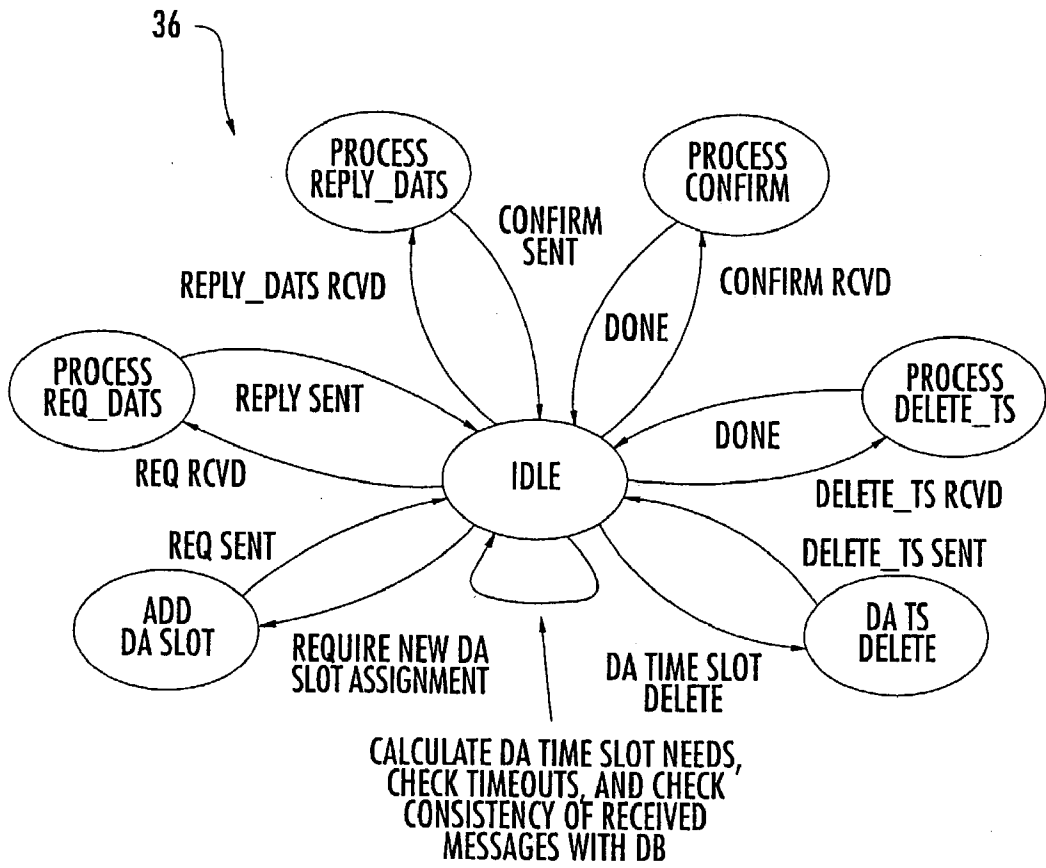 36
PROCESS
REPLY_DATS
PROCESS
CONFIRM
CONFIRM
SENT
REPLY_DATS RCVD
CONFIRM RCVD
DONE
PROCESS
REQ_DATS
REPLY SENT
PROCESS
DELETE_TS
DONE
REQ RCVD
IDLE
DELETE_TS RCVD
REQ SENT
DELETE_TS SENT
ADD
DA SLOT
DA TS
DELETE
REQUIRE NEW DA
SLOT ASSIGNMENT
DA TIME SLOT
DELETE
CALCULATE DA TIME SLOT NEEDS,
CHECK TIMEOUTS, AND CHECK
CONSISTENCY OF RECEIVED
MESSAGES WITH DB